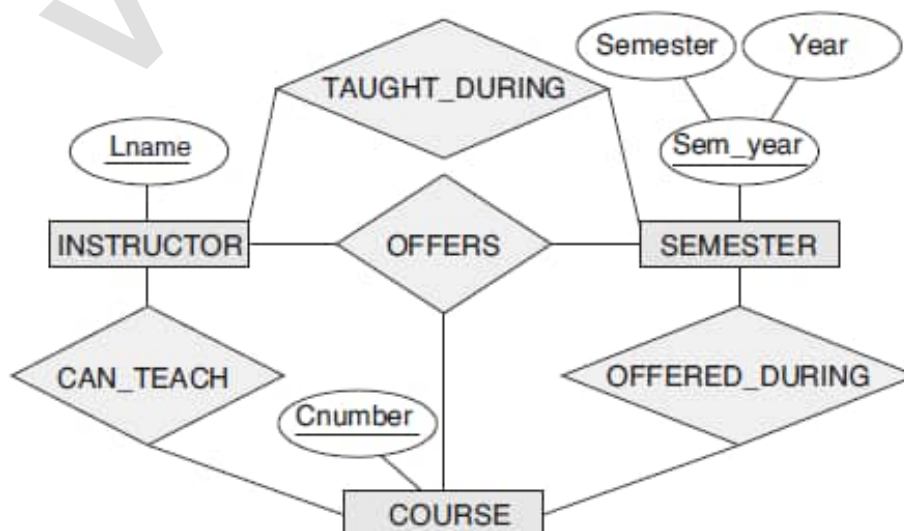 Semester
Year
TAUGHT_DURING
Lname
Sem_year
INSTRUCTOR
OFFERS
SEMESTER
CAN_TEACH
OFFERED_DURING
Cnumber
COURSE